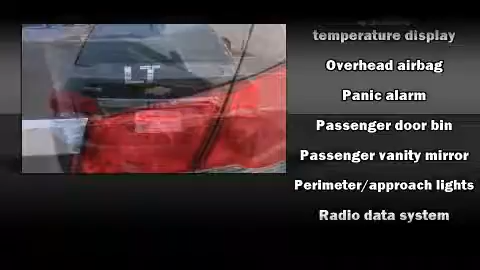 temperature display
Overhead airbag
LT
Panic alarm
Passenger door bin
Passenger vanity mirror
Perimeter/approach lights
Radio data system